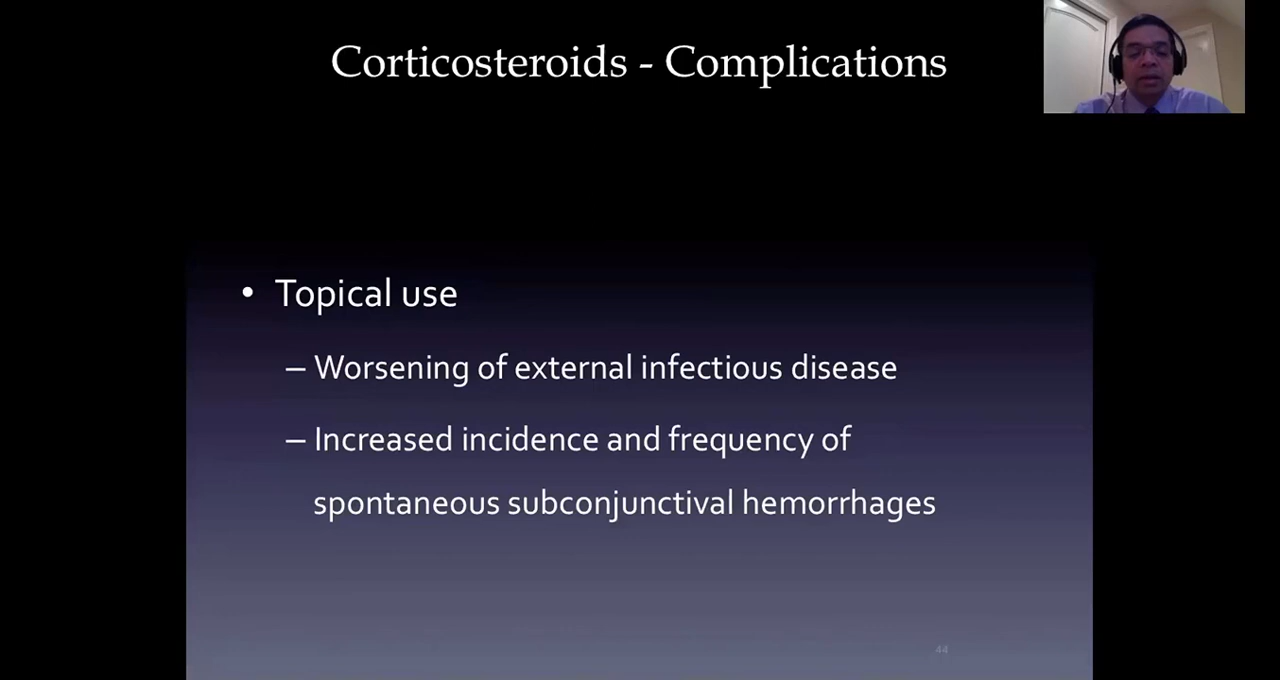 Corticosteroids - Complications
• Topical use
– Worsening of external infectious disease
– Increased incidence and frequency of
spontaneous subconjunctival hemorrhages
44